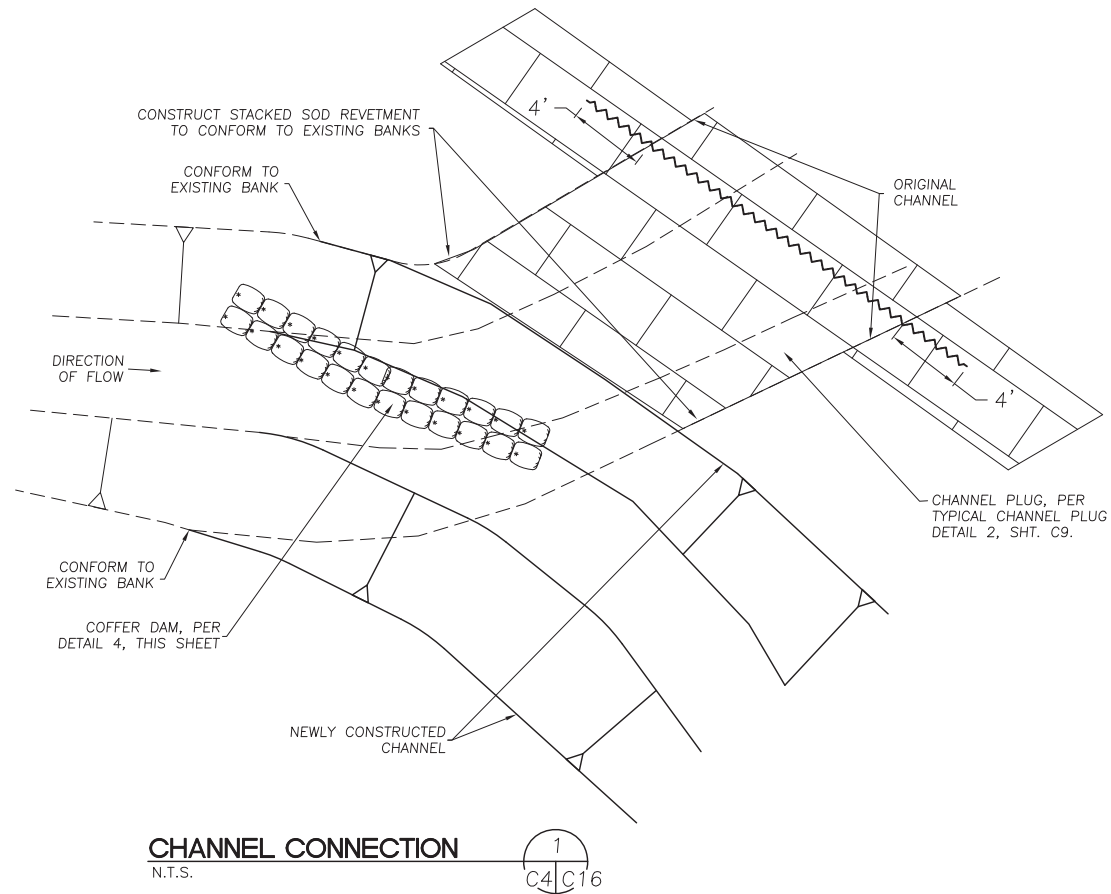 CONSTRUCT STACKED SOD REVETMENT
TO CONFORM TO EXISTING BANKS
4'
CONFORM TO
EXISTING BANK
ORIGINAL
CHANNEL
DIRECTION
OF FLOW
4'
CHANNEL PLUG, PER
TYPICAL CHANNEL PLUG
DETAIL 2, SHT. C9.
CONFORM TO
EXISTING BANK
COFFER DAM, PER
DETAIL 4, THIS SHEET
NEWLY CONSTRUCTED
CHANNEL
CHANNEL CONNECTION
N.T.S.
1
C4 C16